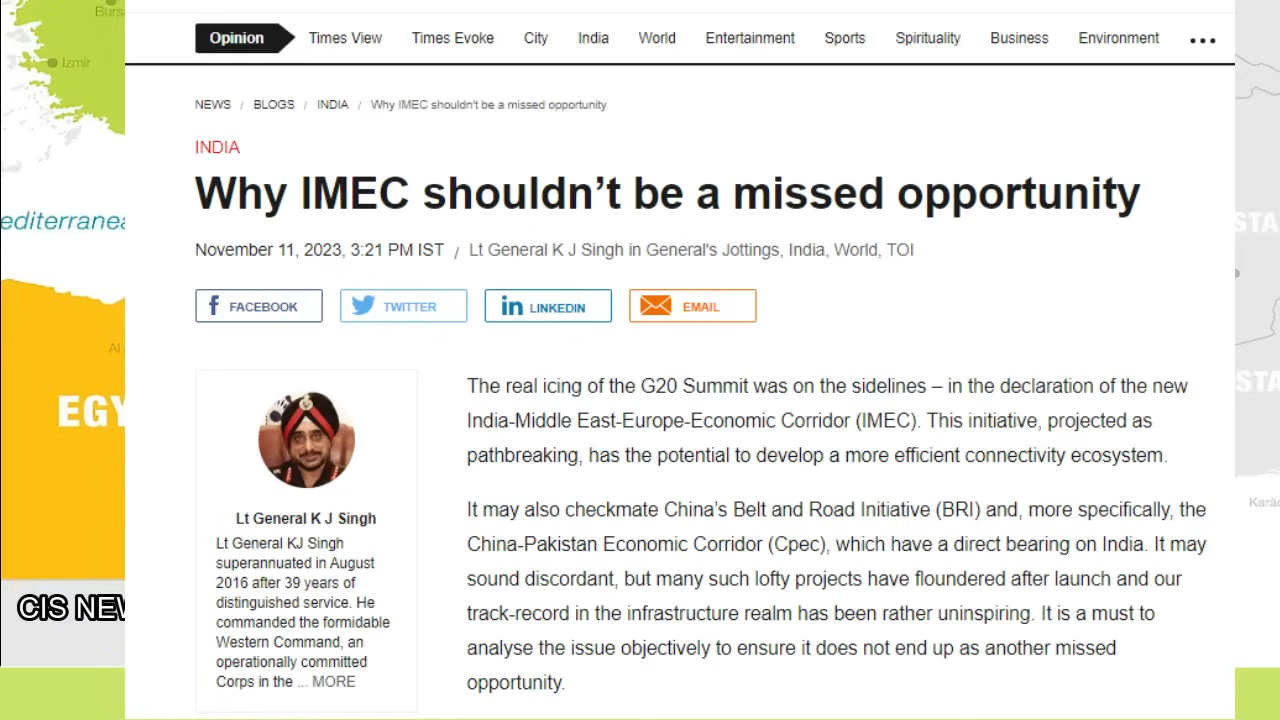 Burs
Izmir
editerranea
Al
EGY
CIS NEW
STA
STA
Karā
Opinion Times View Times Evoke City India World Entertainment Sports Spirituality Business Environment •••
NEWS / BLOGS / INDIA / Why IMEC shouldn't be a missed opportunity
INDIA
Why IMEC shouldn’t be a missed opportunity
November 11, 2023, 3:21 PM IST / Lt General K J Singh in General's Jottings, India, World, TOI
FACEBOOK TWITTER LINKEDIN EMAIL
Lt General K J Singh
Lt General KJ Singh
superannuated in August
2016 after 39 years of
distinguished service. He
commanded the formidable
Western Command, an
operationally committed
Corps in the ... MORE
The real icing of the G20 Summit was on the sidelines – in the declaration of the new
India-Middle East-Europe-Economic Corridor (IMEC). This initiative, projected as
pathbreaking, has the potential to develop a more efficient connectivity ecosystem.
It may also checkmate China’s Belt and Road Initiative (BRI) and, more specifically, the
China-Pakistan Economic Corridor (Cpec), which have a direct bearing on India. It may
sound discordant, but many such lofty projects have floundered after launch and our
track-record in the infrastructure realm has been rather uninspiring. It is a must to
analyse the issue objectively to ensure it does not end up as another missed
opportunity.